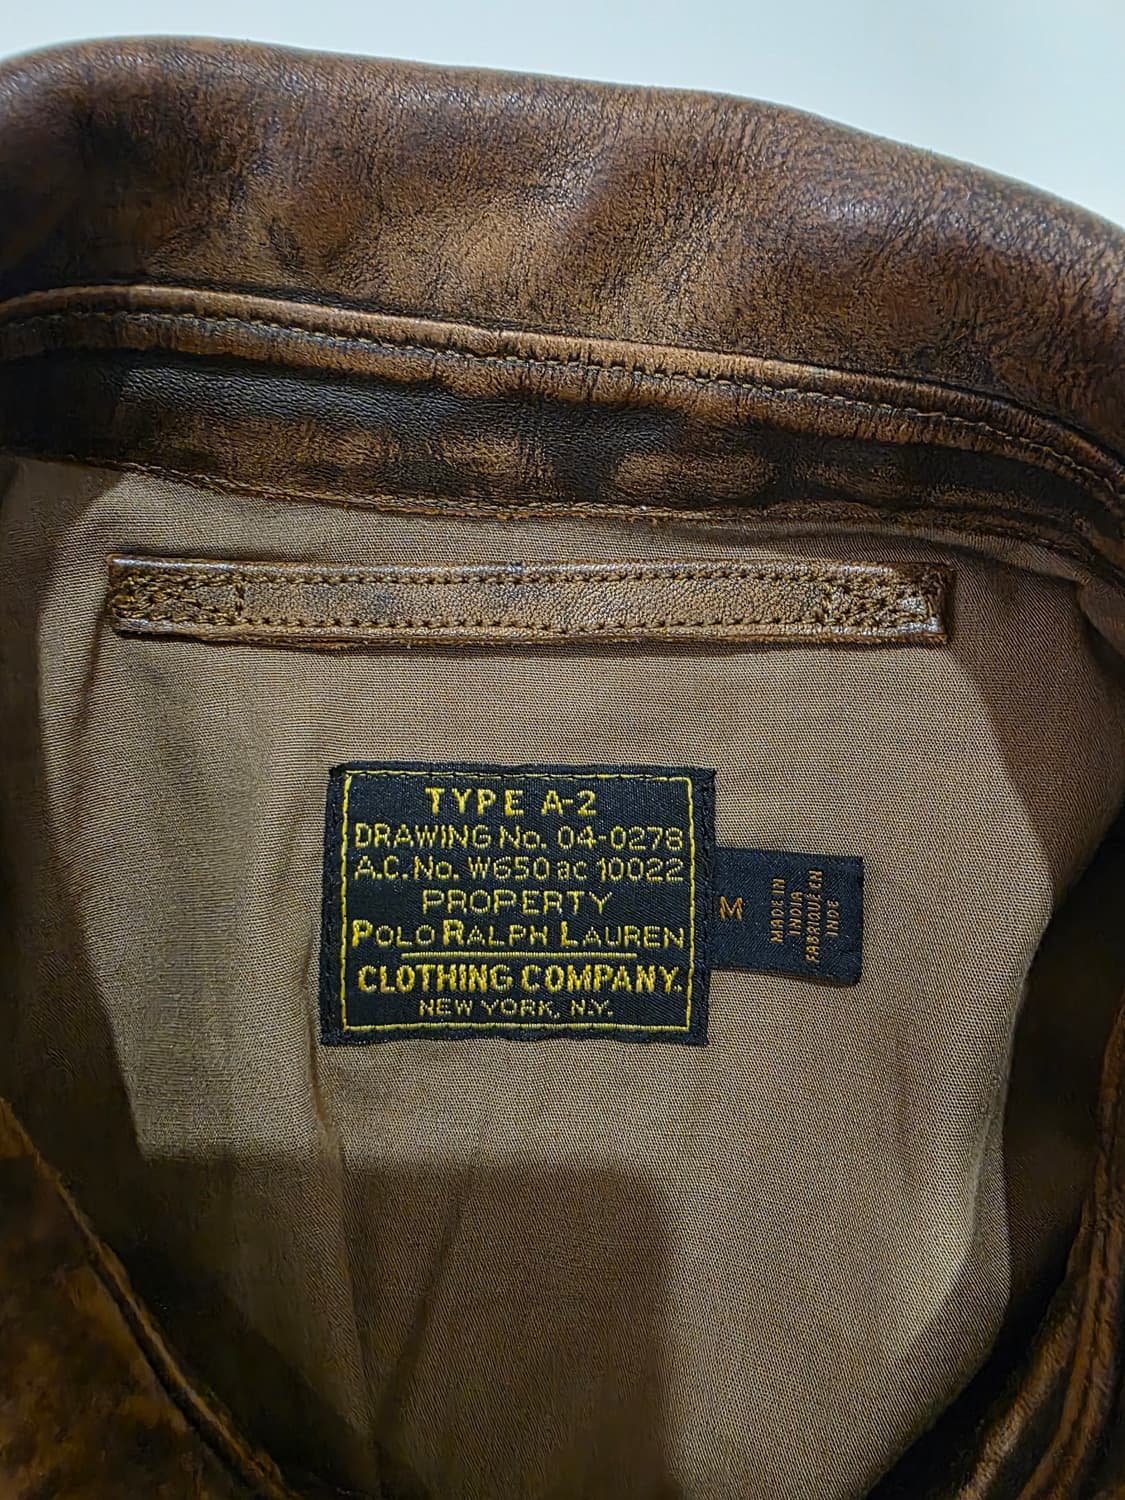 TYPE A-2
DRAWING No. 04-0278
A.C. No. W650 ac 10022
PROPERTY
POLO RALPH LAUREN
CLOTHING COMPANY.
NEW YORK, N.Y.
M
MADE IN
INDIA
FABRIQUÉ EN
INDE